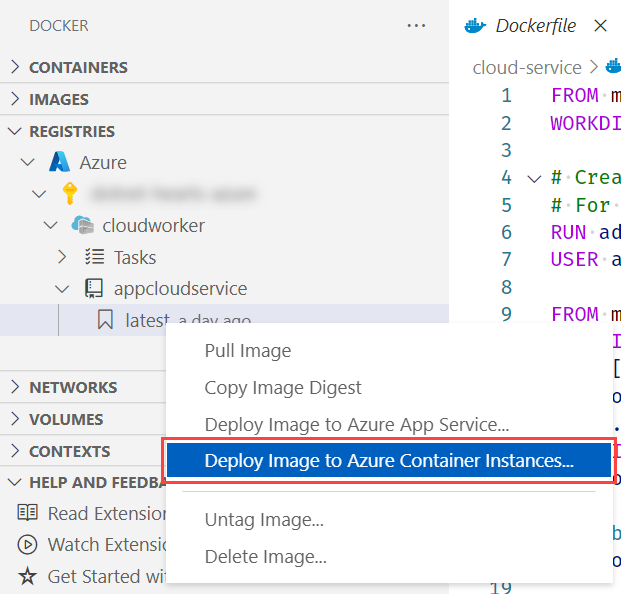 DOCKER
CONTAINERS
IMAGES
REGISTRIES
Azure
cloudworker
Tasks
appcloudservice
latest a day ago
Pull Image
Copy Image Digest
Deploy Image to Azure App Service...
Deploy Image to Azure Container Instances...
Untag Image...
Delete Image...
NETWORKS
VOLUMES
CONTEXTS
HELP AND FEEDBA
Read Extension
Watch Extensio
Get Started wi
Dockerfile
cloud-service
1 FROM m
2 WORKDI
3
4 # Crea
5 # For
6 RUN ad
7 USER a
8
9 FROM m
19